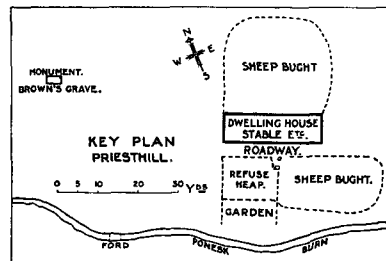 N
E
W
S
SHEEP BUGHT
MONUMENT.
BROWN'S GRAVE.
DWELLING HOUSE
STABLE ETC.
ROADWAY.
KEY PLAN
PRIESTHILL.
REFUSE
HEAP.
SHEEP BUGHT.
0 5 10 20 30 YDS
GARDEN
FORD PONESK BURN